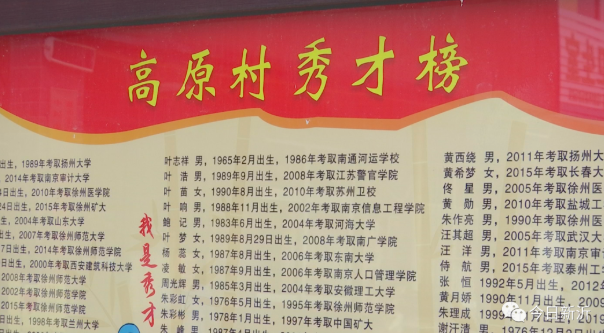 高原村秀才榜
出生，1989年考取扬州大学
，2014年考取南京审计大学
日出生，2010年考取徐州医学院
出生，2015年考取徐州矿大
生，2004年考取山东大学
，2007年考取徐州师范大学
7日出生，2014年考取徐州师范学院
出生，2000年考取西安建筑科技大学
出生，2002年考取徐州师范学院
2008年考取徐州师范学院
2015年考取徐州师范大学
出生，1998年考取兰州大学
我是秀才
叶志祥 男，1965年2月出生，1986年考取南通河运学校
叶 浩 男，1989年9月出生，2008年考取江苏警官学院
叶 苗 女，1990年8月出生，2010年考取苏州卫校
叶 响 男，1988年11月出生，2002年考取南京信息工程学院
鲍 记 男，1983年6月出生，2004年考取河海大学
叶 梦 女，1989年8月29日出生，2008年考取南广学院
杨 蕊 女，1987年8月出生，2006年考取东南大学
凌 敏 女，1987年9月出生，2006年考取南京人口管理学院
周光辉 男，1985年3月出生，2004年考取安徽理工大学
朱彩虹 女，1976年5月出生，1995年考取徐州师范学院
朱彩彬 男，1978年1月出生，1997年考取中国矿大
朱 峰 男，
黄西绕 男，2011年考取扬州大
黄希梦 女，2015年考取长春大
佟 星 男，2005年考取徐州医
黄 勋 男，2010年考取盐城工
朱作亮 男，1990年考取徐州医
汪其超 男，2005年考取武汉大
汪 洋 男，2011年考取南京
侍 航 男，2015年考取泰州工
张 恒 1992年5月出生，2012
黄月娇 1990年11月出生，
朱理成
谢汗清 男，1976年
今日新沂